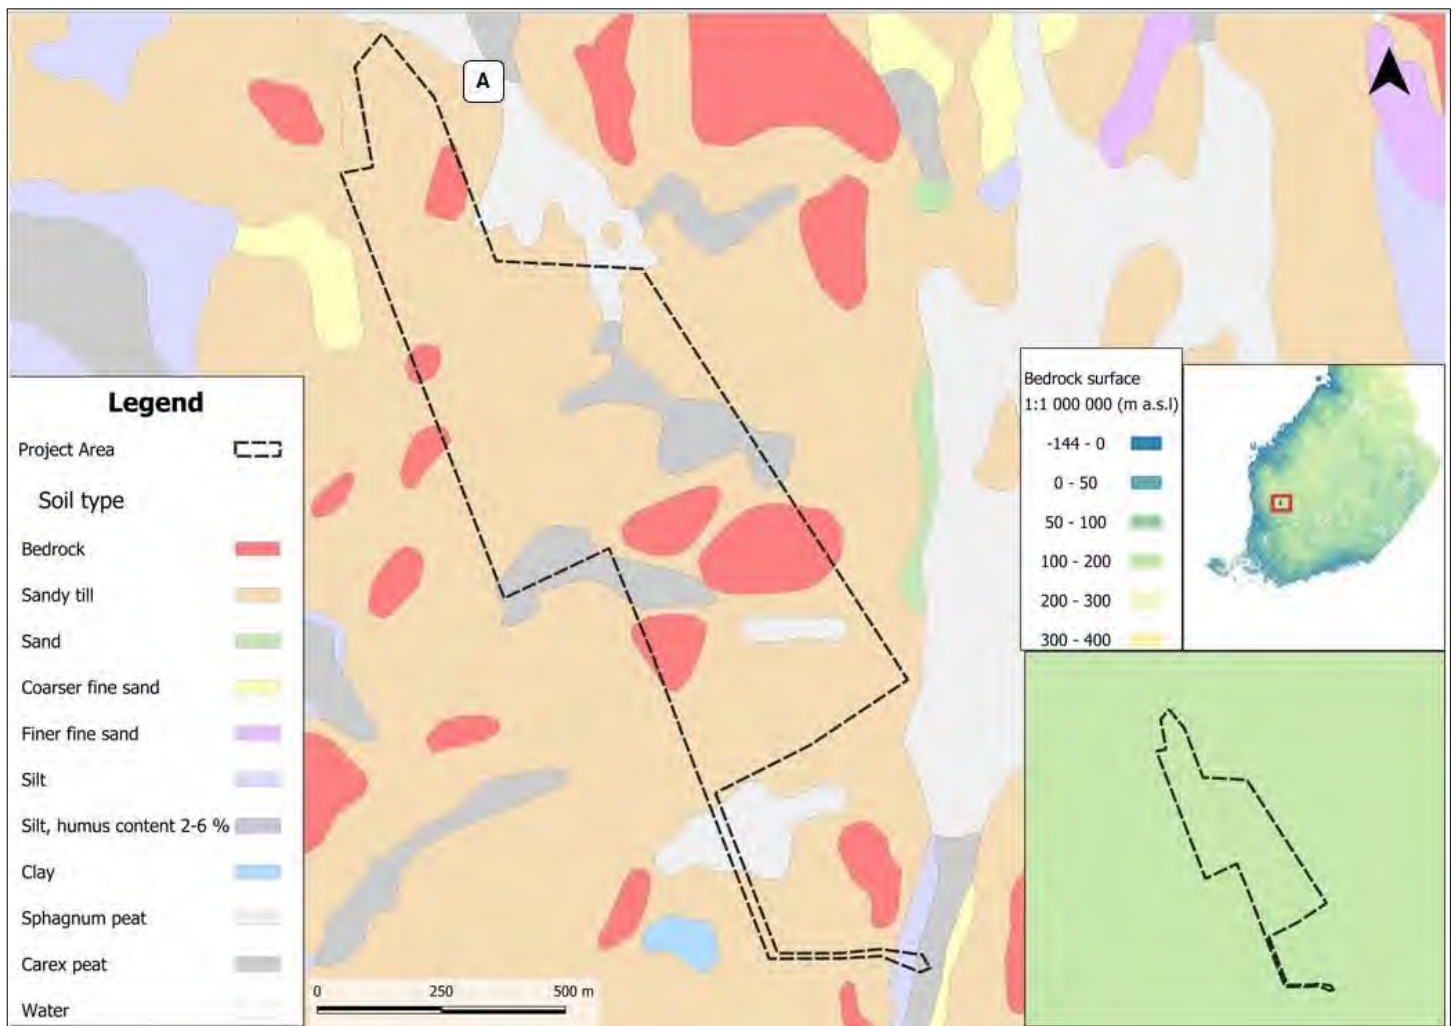 A
Legend
Project Area
Soil type
Bedrock
Sandy till
Sand
Coarser fine sand
Finer fine sand
Silt
Silt, humus content 2-6 %
Clay
Sphagnum peat
Carex peat
Water
0 250 500 m
Bedrock surface
1:1 000 000 (m a.s.l)
-144 - 0
0 - 50
50 - 100
100 - 200
200 - 300
300 - 400